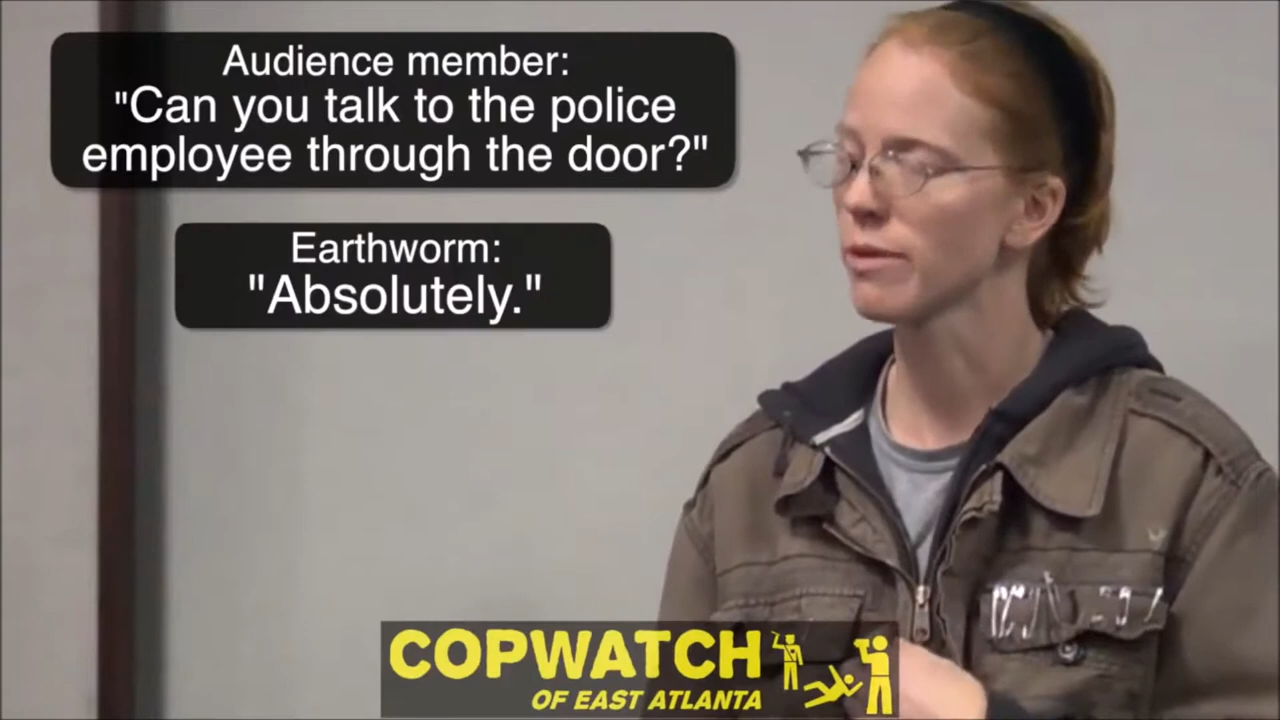 Audience member:
"Can you talk to the police
employee through the door?"
Earthworm:
"Absolutely."
COPWATCH
OF EAST ATLANTA